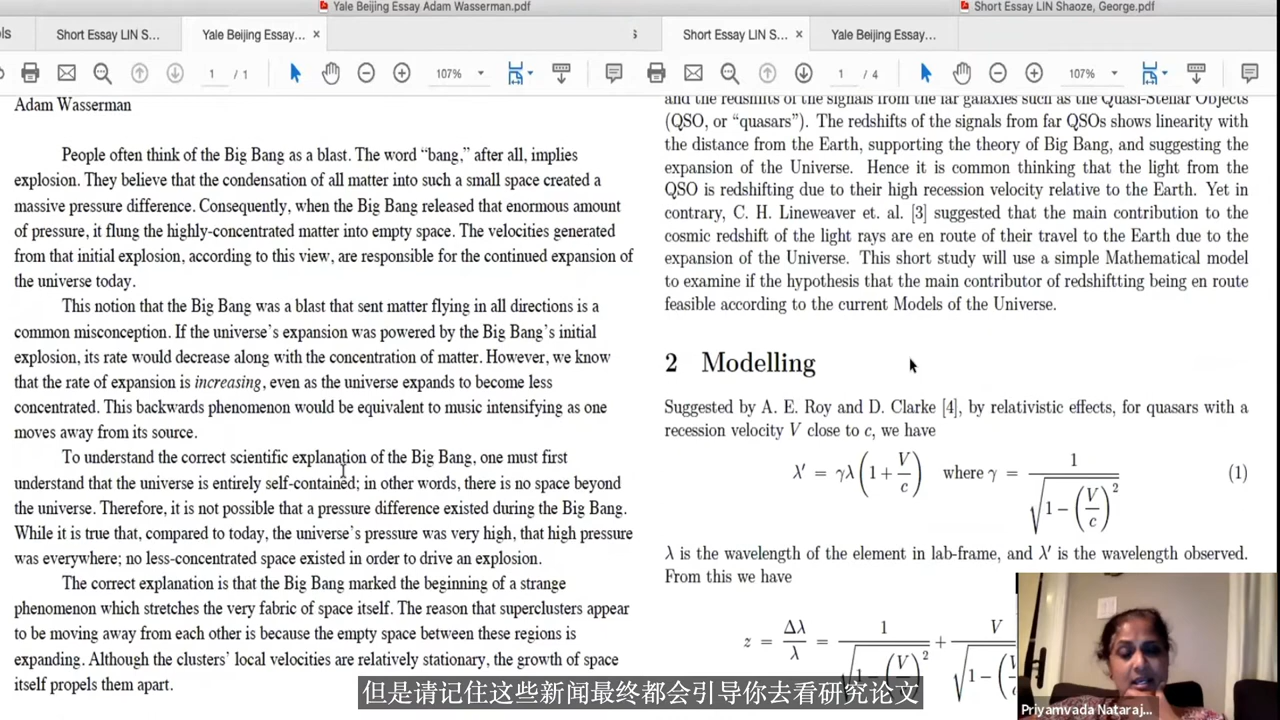 Yale Beijing Essay Adam Wasserman.pdf
Short Essay LIN Shaoze, George.pdf
ols
Short Essay LIN S...
Yale Beijing Essay... ×
s
Short Essay LIN S... ×
Yale Beijing Essay...
1 / 1
107%
1 / 4
107%
Adam Wasserman
People often think of the Big Bang as a blast. The word “bang,” after all, implies
explosion. They believe that the condensation of all matter into such a small space created a
massive pressure difference. Consequently, when the Big Bang released that enormous amount
of pressure, it flung the highly-concentrated matter into empty space. The velocities generated
from that initial explosion, according to this view, are responsible for the continued expansion of
the universe today.
This notion that the Big Bang was a blast that sent matter flying in all directions is a
common misconception. If the universe’s expansion was powered by the Big Bang’s initial
explosion, its rate would decrease along with the concentration of matter. However, we know
that the rate of expansion is increasing, even as the universe expands to become less
concentrated. This backwards phenomenon would be equivalent to music intensifying as one
moves away from its source.
To understand the correct scientific explanation of the Big Bang, one must first
understand that the universe is entirely self-contained; in other words, there is no space beyond
the universe. Therefore, it is not possible that a pressure difference existed during the Big Bang.
While it is true that, compared to today, the universe’s pressure was very high, that high pressure
was everywhere; no less-concentrated space existed in order to drive an explosion.
The correct explanation is that the Big Bang marked the beginning of a strange
phenomenon which stretches the very fabric of space itself. The reason that superclusters appear
to be moving away from each other is because the empty space between these regions is
expanding. Although the clusters’ local velocities are relatively stationary, the growth of space
itself propels them apart.
and the redshifts of the signals from the far galaxies such as the Quasi-Stellar Objects
(QSO, or “quasars”). The redshifts of the signals from far QSOs shows linearity with
the distance from the Earth, supporting the theory of Big Bang, and suggesting the
expansion of the Universe. Hence it is common thinking that the light from the
QSO is redshifting due to their high recession velocity relative to the Earth. Yet in
contrary, C. H. Lineweaver et. al. [3] suggested that the main contribution to the
cosmic redshift of the light rays are en route of their travel to the Earth due to the
expansion of the Universe. This short study will use a simple Mathematical model
to examine if the hypothesis that the main contributor of redshiftting being en route
feasible according to the current Models of the Universe.
2 Modelling
Suggested by A. E. Roy and D. Clarke [4], by relativistic effects, for quasars with a
recession velocity V close to c, we have
λ′ = γλ(1 + V/c) where γ = 1/√(1 − (V/c)²) (1)
λ is the wavelength of the element in lab-frame, and λ′ is the wavelength observed.
From this we have
z = Δλ/λ = 1/√(1 − (V/c)²) + V/√(1 − (V
但是请记住这些新闻最终都会引导你去看研究论文
Priyamvada Nataraj...